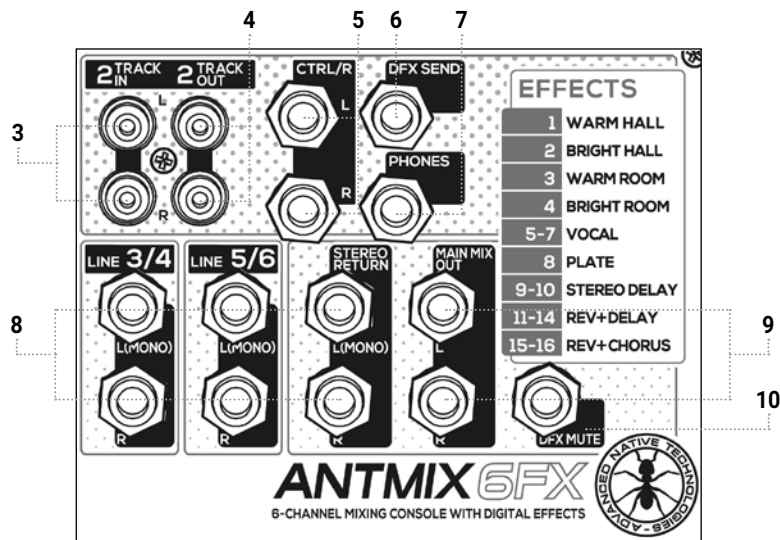 4
5
6
7
3
8
9
10
2 TRACK IN
2 TRACK OUT
L
R
CTRL/R
L
R
DFX SEND
PHONES
EFFECTS
1 WARM HALL
2 BRIGHT HALL
3 WARM ROOM
4 BRIGHT ROOM
5-7 VOCAL
8 PLATE
9-10 STEREO DELAY
11-14 REV+DELAY
15-16 REV+CHORUS
LINE 3/4
L(MONO)
R
LINE 5/6
L(MONO)
R
STEREO
RETURN
L(MONO)
R
MAIN MIX
OUT
L
R
DFX MUTE
ANTMIX 6FX
6-CHANNEL MIXING CONSOLE WITH DIGITAL EFFECTS
ADVANCED NATIVE TECHNOLOGIES